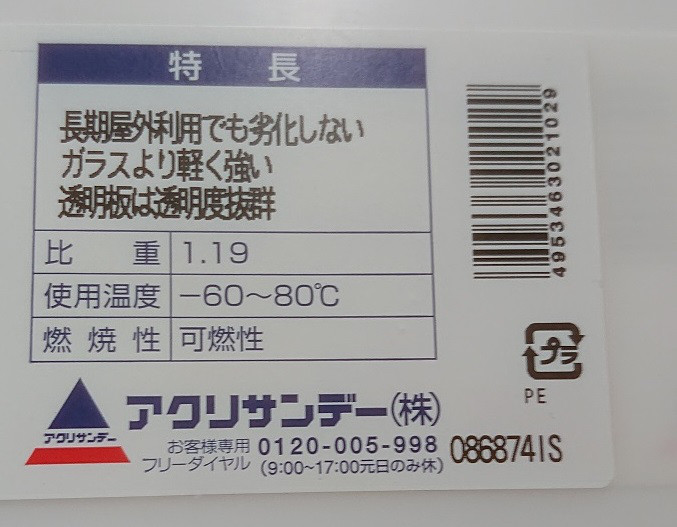 特長
長期屋外利用でも劣化しない
ガラスより軽く強い
透明板は透明度抜群
比重 1.19
使用温度 −60〜80℃
燃焼性 可燃性
4953463021029
プラ
PE
アクリサンデー
アクリサンデー(株)
お客様専用
フリーダイヤル
0120-005-998
(9:00~17:00元日のみ休)
086874IS